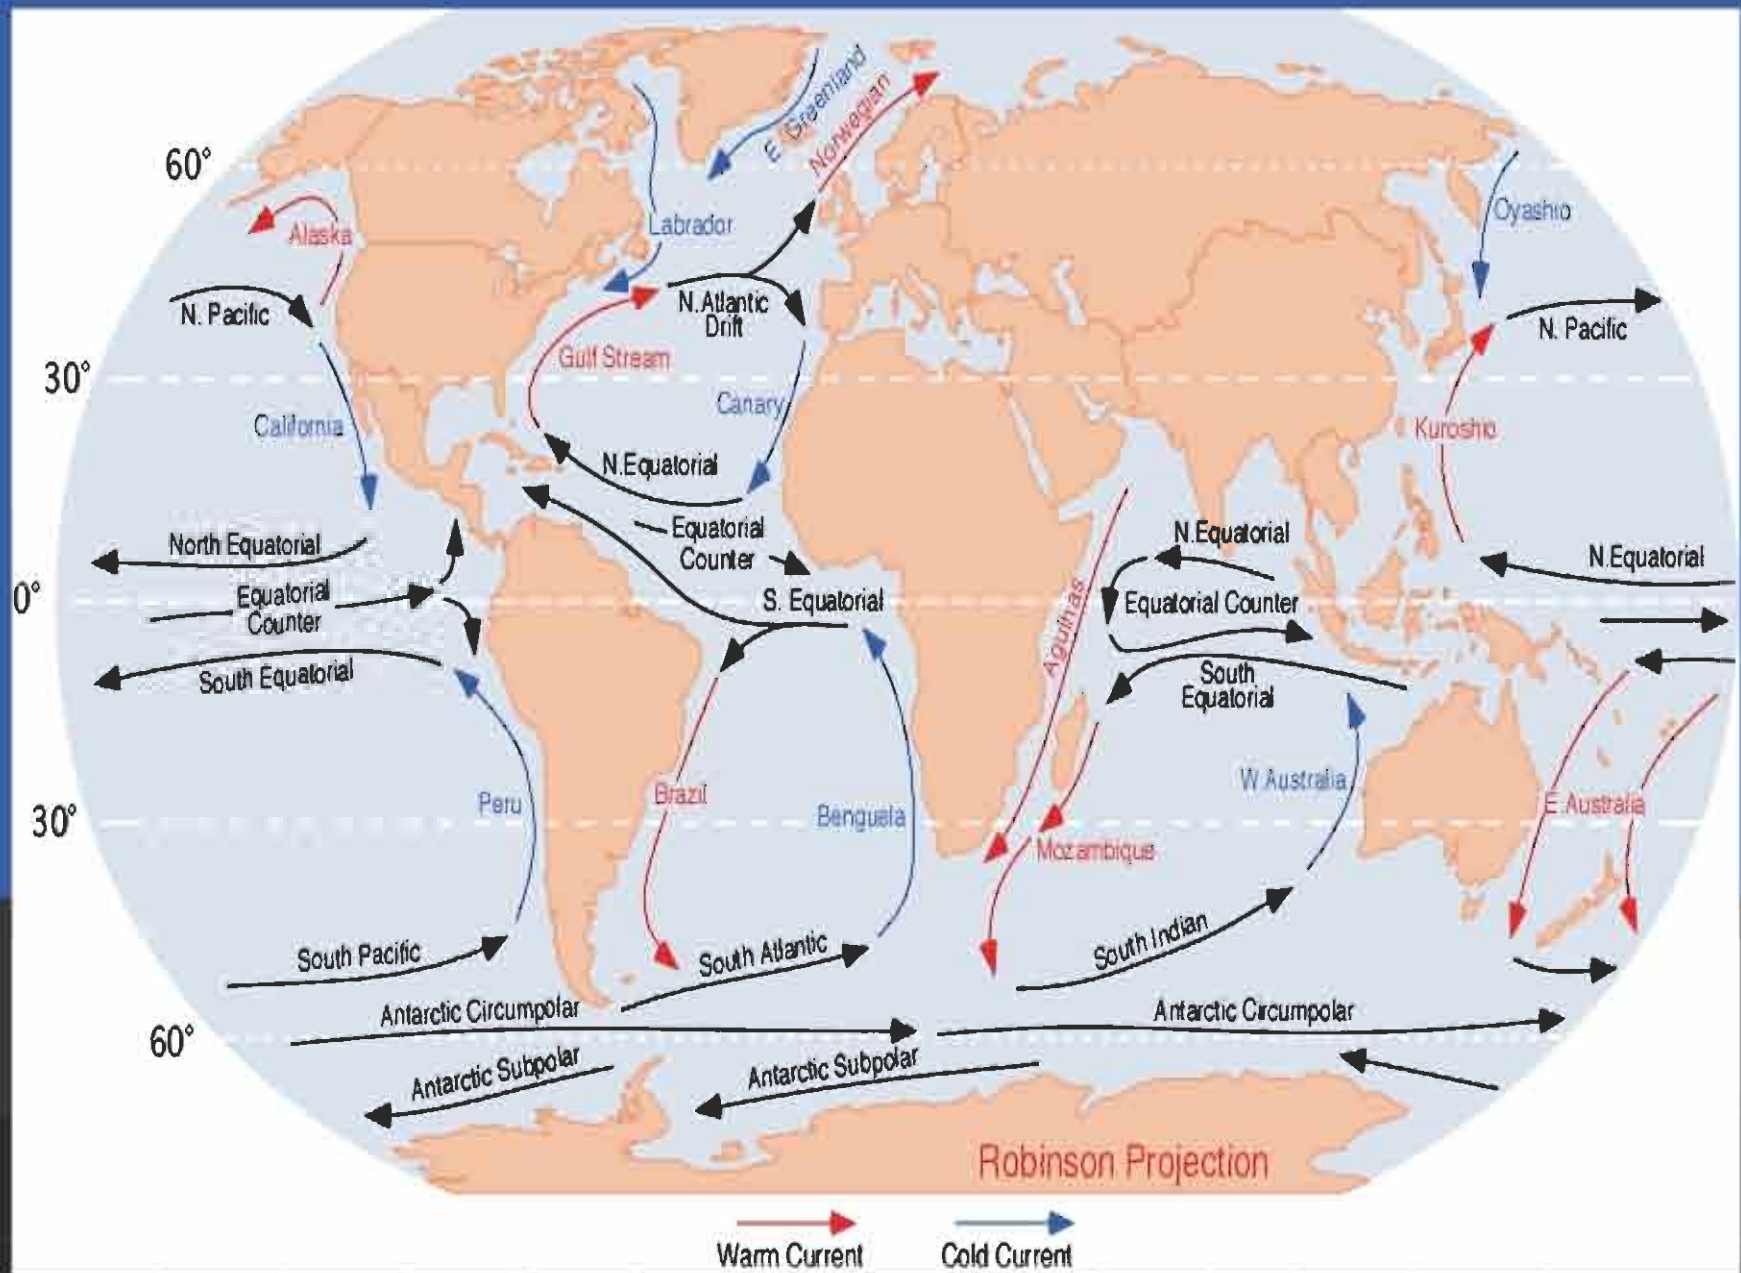 E. Greenland
Norwegian
60°
Labrador
Oyashio
Alaska
N. Pacific
N.Atlantic
Drift
N. Pacific
Gulf Stream
30°
Canary
California
Kuroshio
N.Equatorial
North Equatorial
Equatorial
Counter
N.Equatorial
N.Equatorial
0°
Equatorial
Counter
S. Equatorial
Equatorial Counter
Aguihas
South Equatorial
South
Equatorial
Peru
Brazil
Benguela
W.Australia
E.Australia
30°
Mozambique
South Pacific
South Atlantic
South Indian
Antarctic Circumpolar
Antarctic Circumpolar
60°
Antarctic Subpolar
Antarctic Subpolar
Robinson Projection
Warm Current
Cold Current